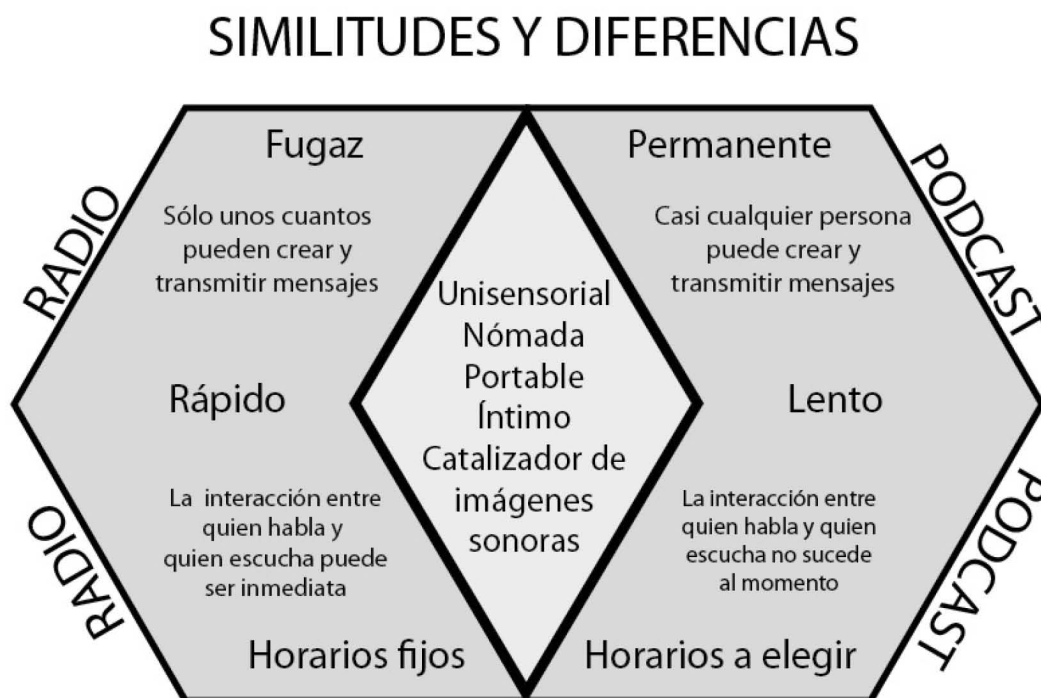 SIMILITUDES Y DIFERENCIAS
RADIO
Fugaz
Sólo unos cuantos
pueden crear y
transmitir mensajes
Rápido
La interacción entre
quien habla y
quien escucha puede
ser inmediata
Horarios fijos
RADIO
Unisensorial
Nómada
Portable
Íntimo
Catalizador de
imágenes
sonoras
PODCAST
Permanente
Casi cualquier persona
puede crear y
transmitir mensajes
Lento
La interacción entre
quien habla y quien
escucha no sucede
al momento
Horarios a elegir
PODCAST